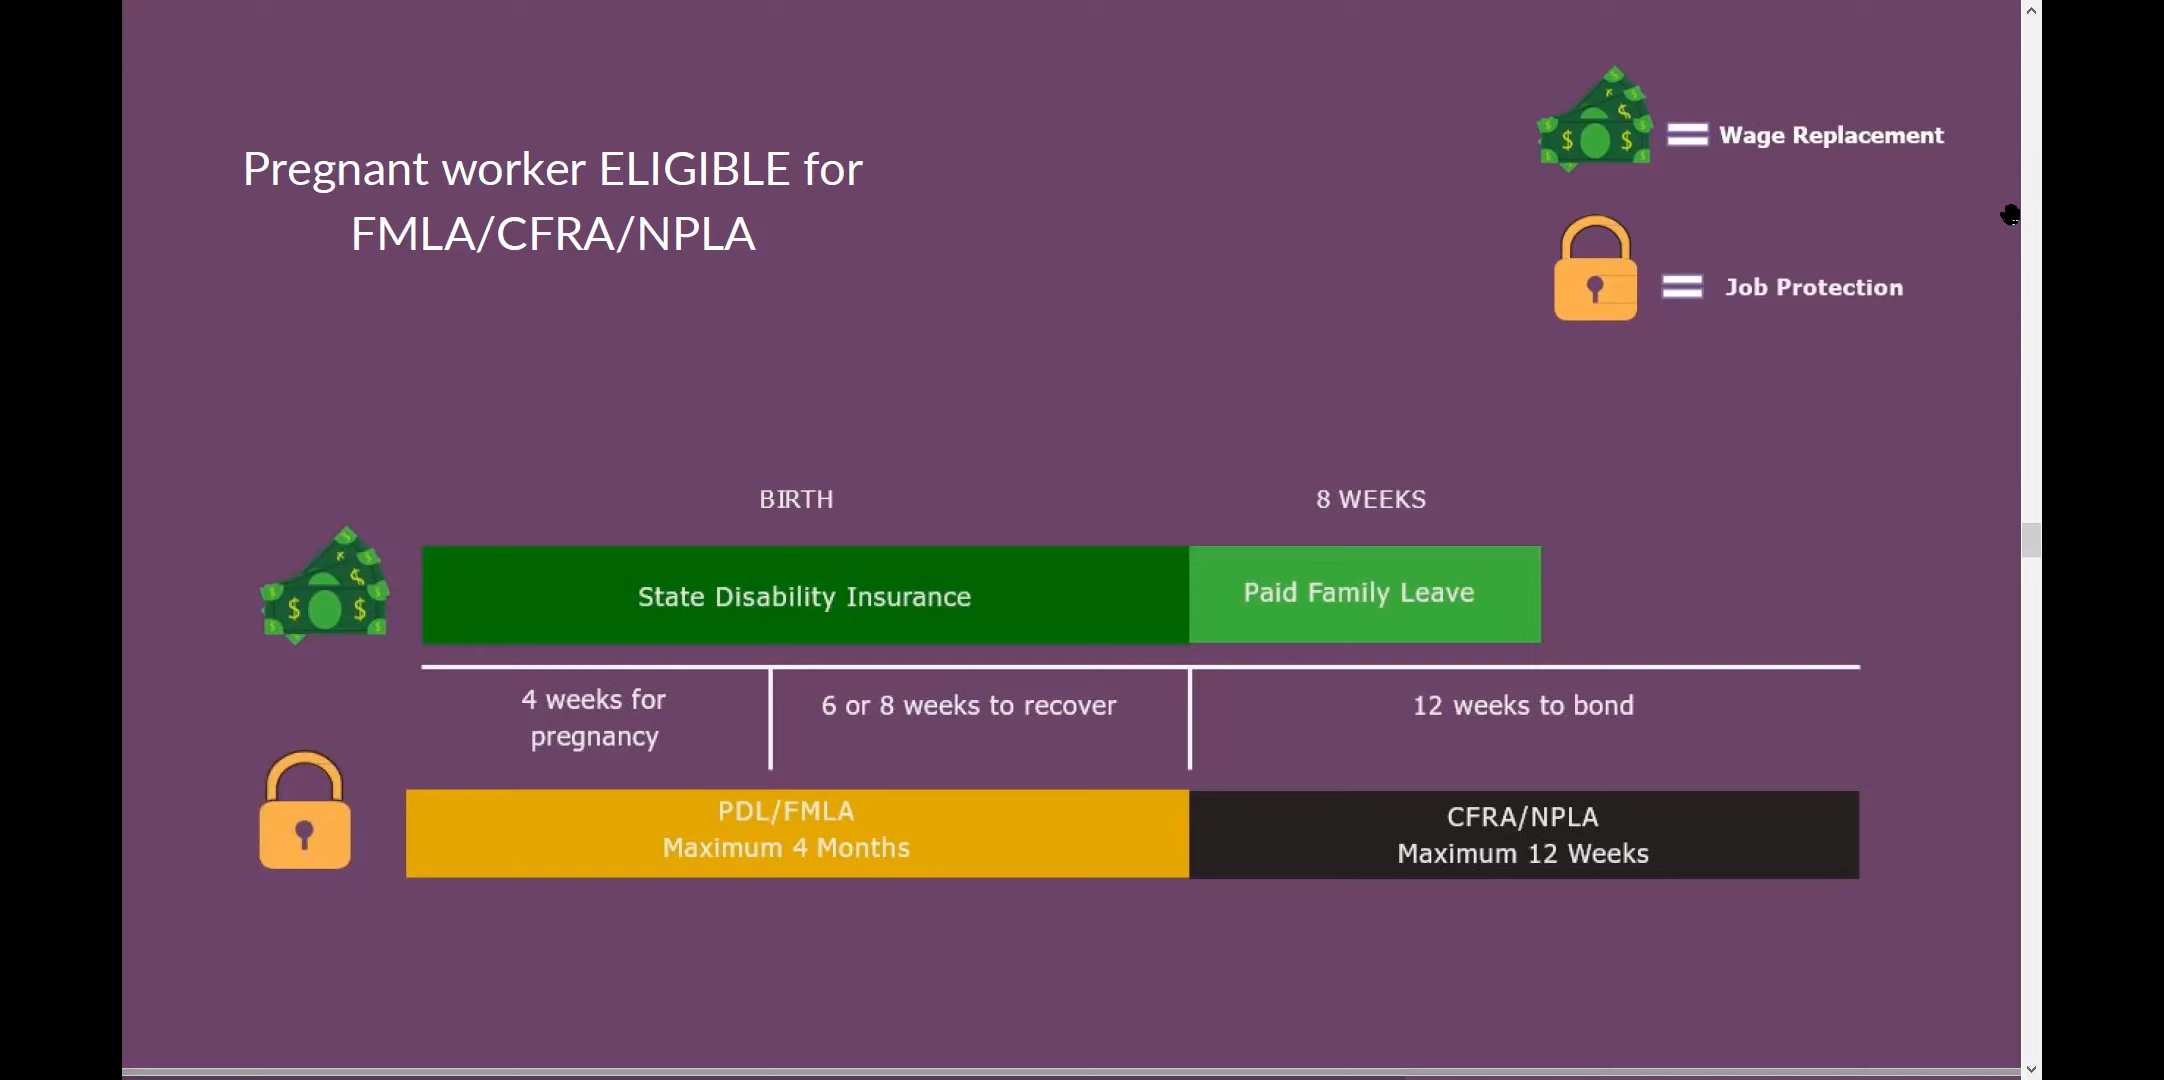 Pregnant worker ELIGIBLE for
FMLA/CFRA/NPLA
Wage Replacement
Job Protection
BIRTH
8 WEEKS
State Disability Insurance
Paid Family Leave
4 weeks for
pregnancy
6 or 8 weeks to recover
12 weeks to bond
PDL/FMLA
Maximum 4 Months
CFRA/NPLA
Maximum 12 Weeks